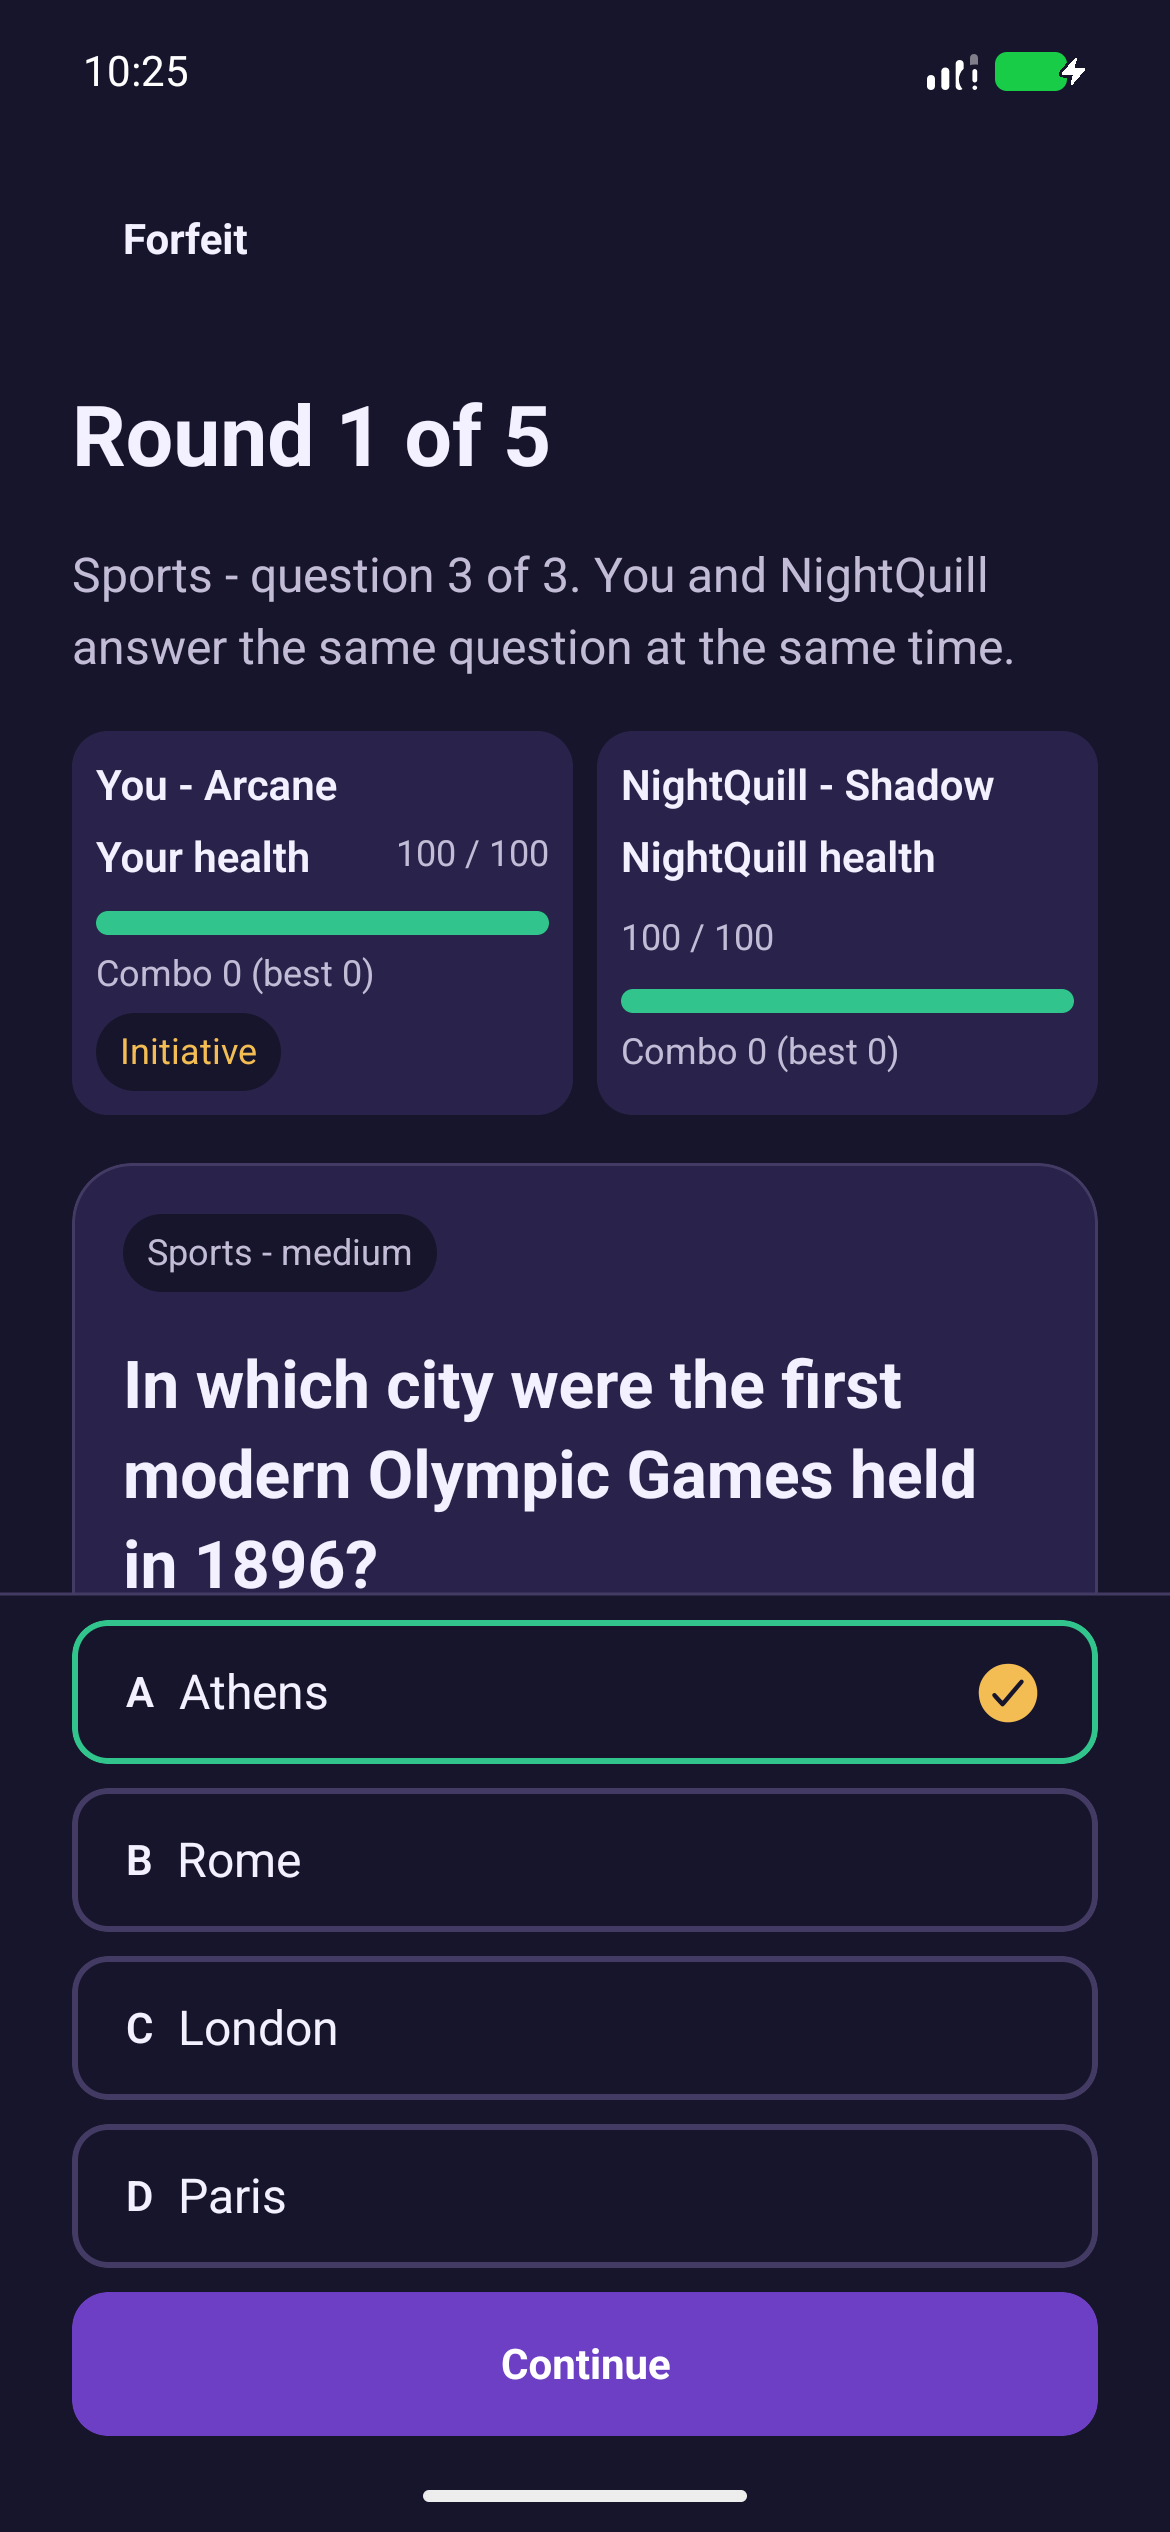 10:25
Forfeit
Round 1 of 5
Sports - question 3 of 3. You and NightQuill
answer the same question at the same time.
You - Arcane
Your health 100 / 100
Combo 0 (best 0)
Initiative
NightQuill - Shadow
NightQuill health
100 / 100
Combo 0 (best 0)
Sports - medium
In which city were the first
modern Olympic Games held
in 1896?
A Athens
B Rome
C London
D Paris
Continue